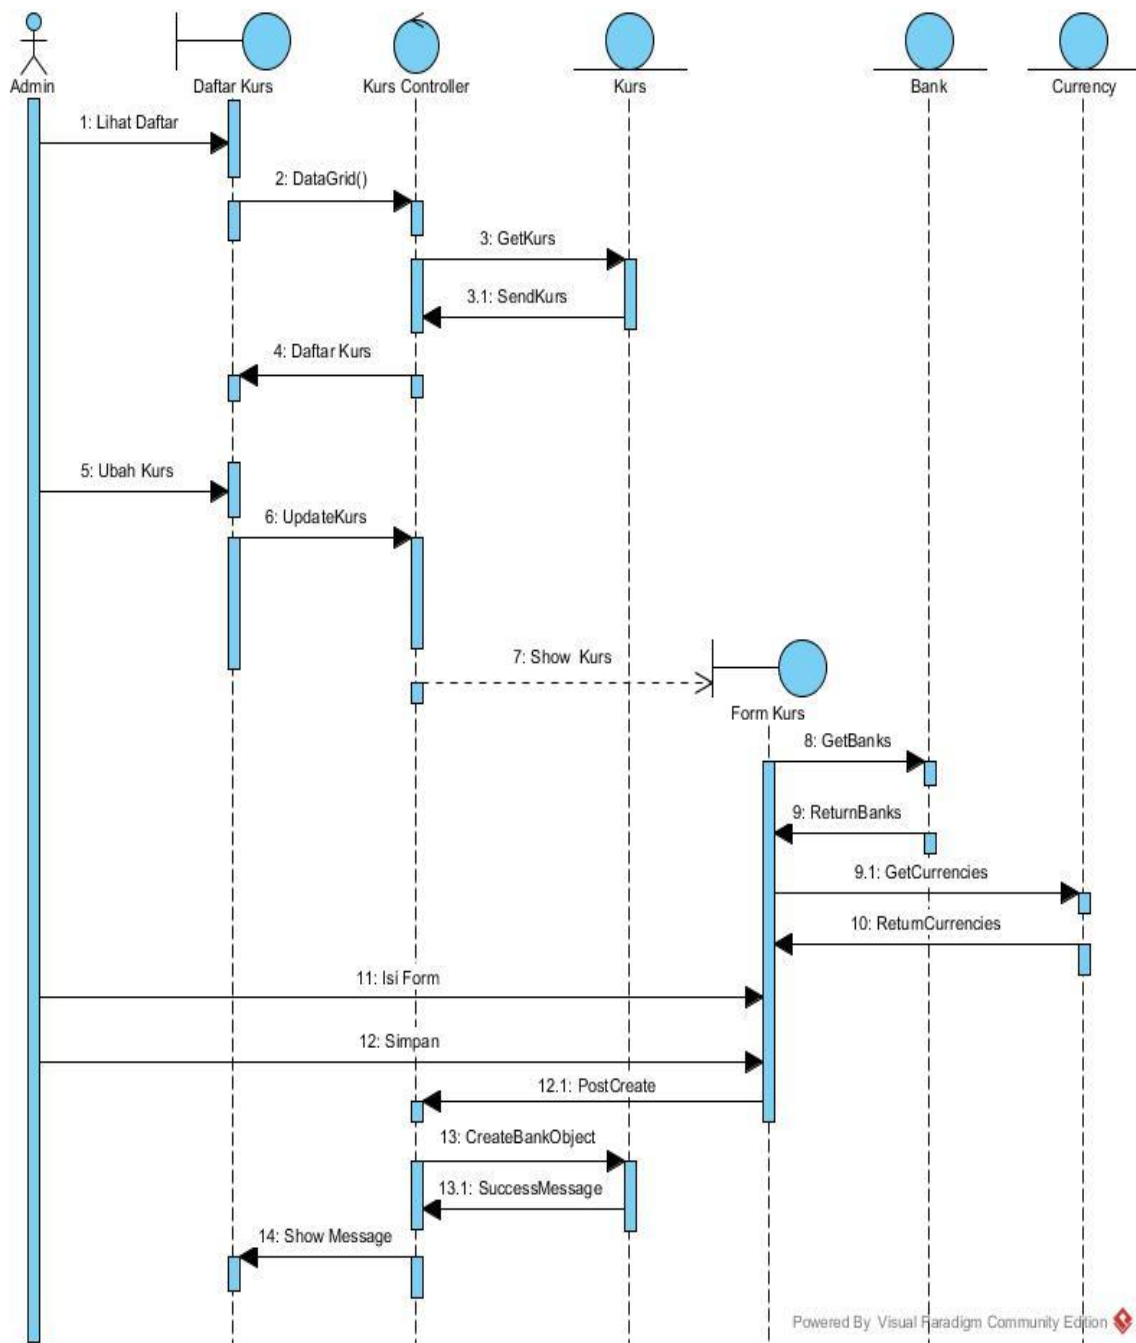 Admin
Daftar Kurs
Kurs Controller
Kurs
Bank
Currency
1: Lihat Daftar
2: DataGrid()
3: GetKurs
3.1: SendKurs
4: Daftar Kurs
5: Ubah Kurs
6: UpdateKurs
7: Show Kurs
Form Kurs
8: GetBanks
9: ReturnBanks
9.1: GetCurrencies
10: ReturnCurrencies
11: Isi Form
12: Simpan
12.1: PostCreate
13: CreateBankObject
13.1: SuccessMessage
14: Show Message
Powered By Visual Paradigm Community Edition